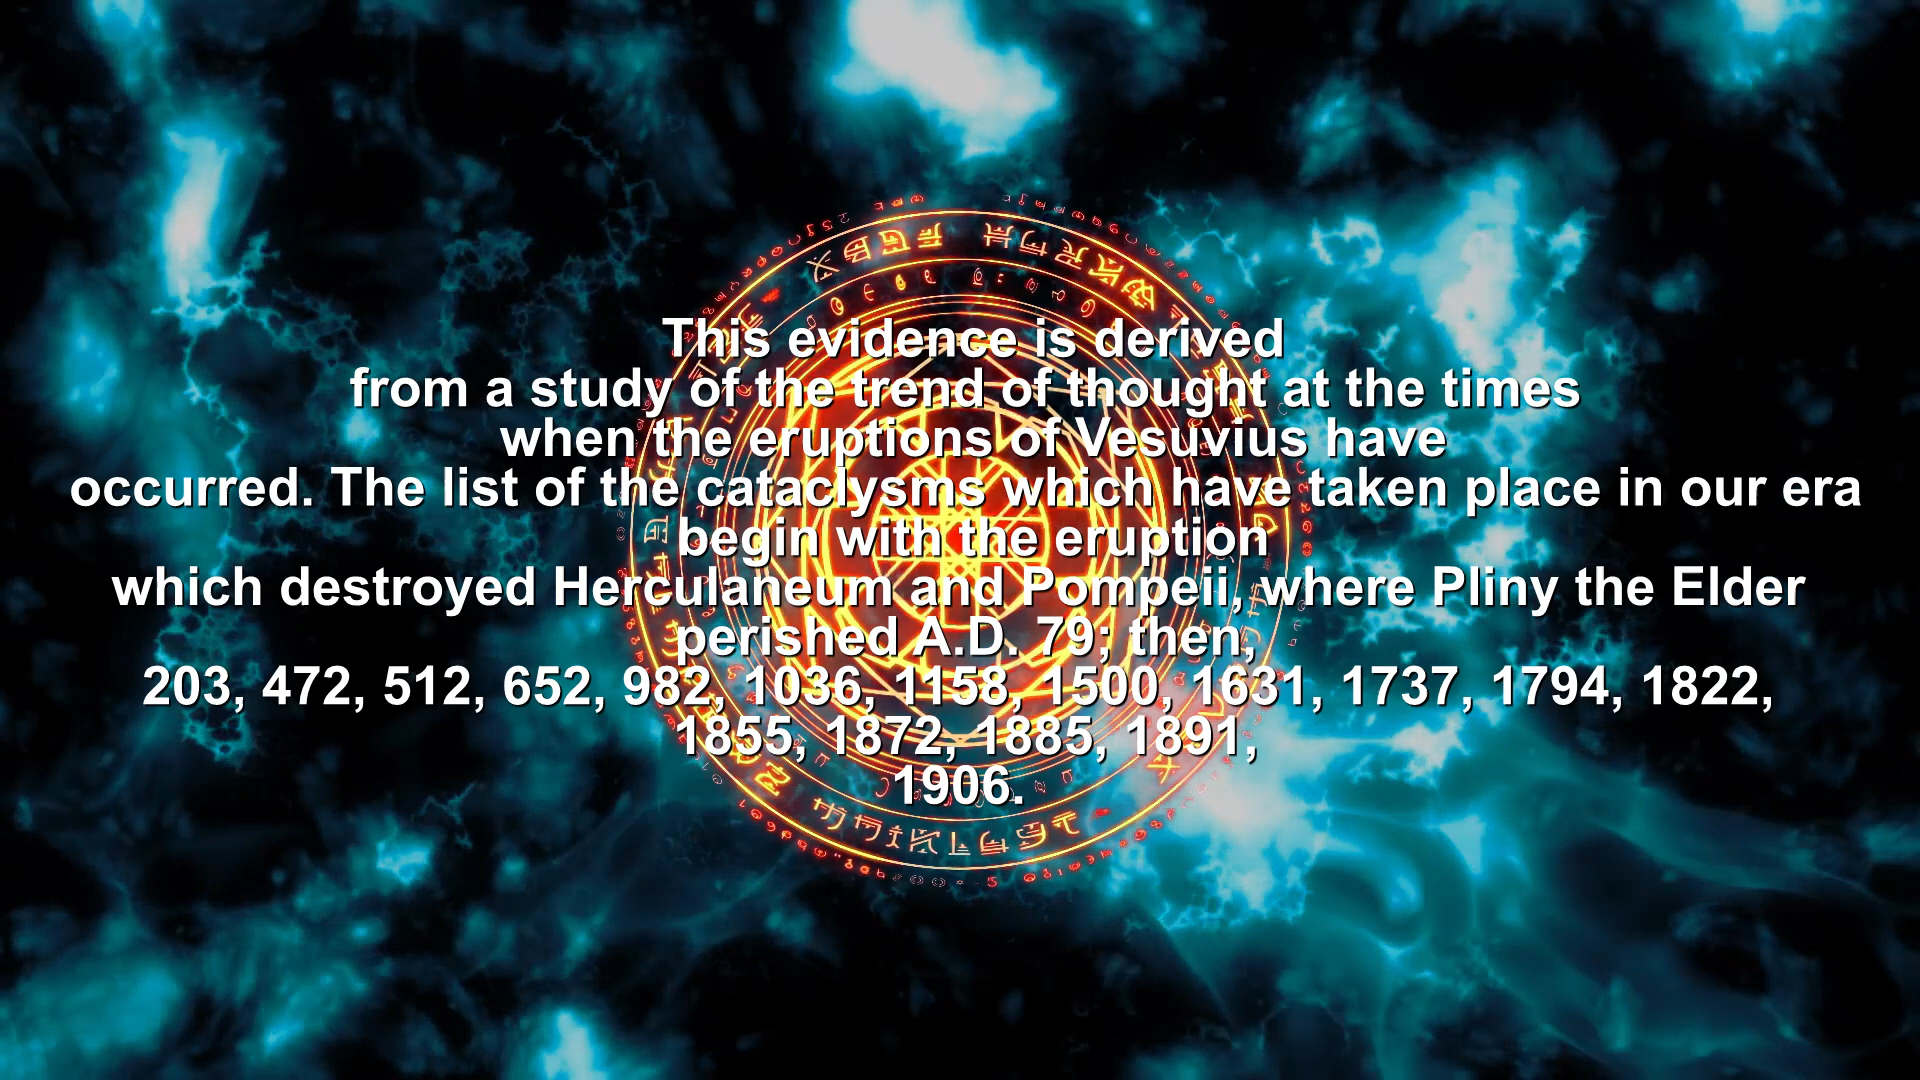 This evidence is derived
from a study of the trend of thought at the times
when the eruptions of Vesuvius have
occurred. The list of the cataclysms which have taken place in our era
begin with the eruption
which destroyed Herculaneum and Pompeii, where Pliny the Elder
perished A.D. 79; then,
203, 472, 512, 652, 982, 1036, 1158, 1500, 1631, 1737, 1794, 1822,
1855, 1872, 1885, 1891,
1906.